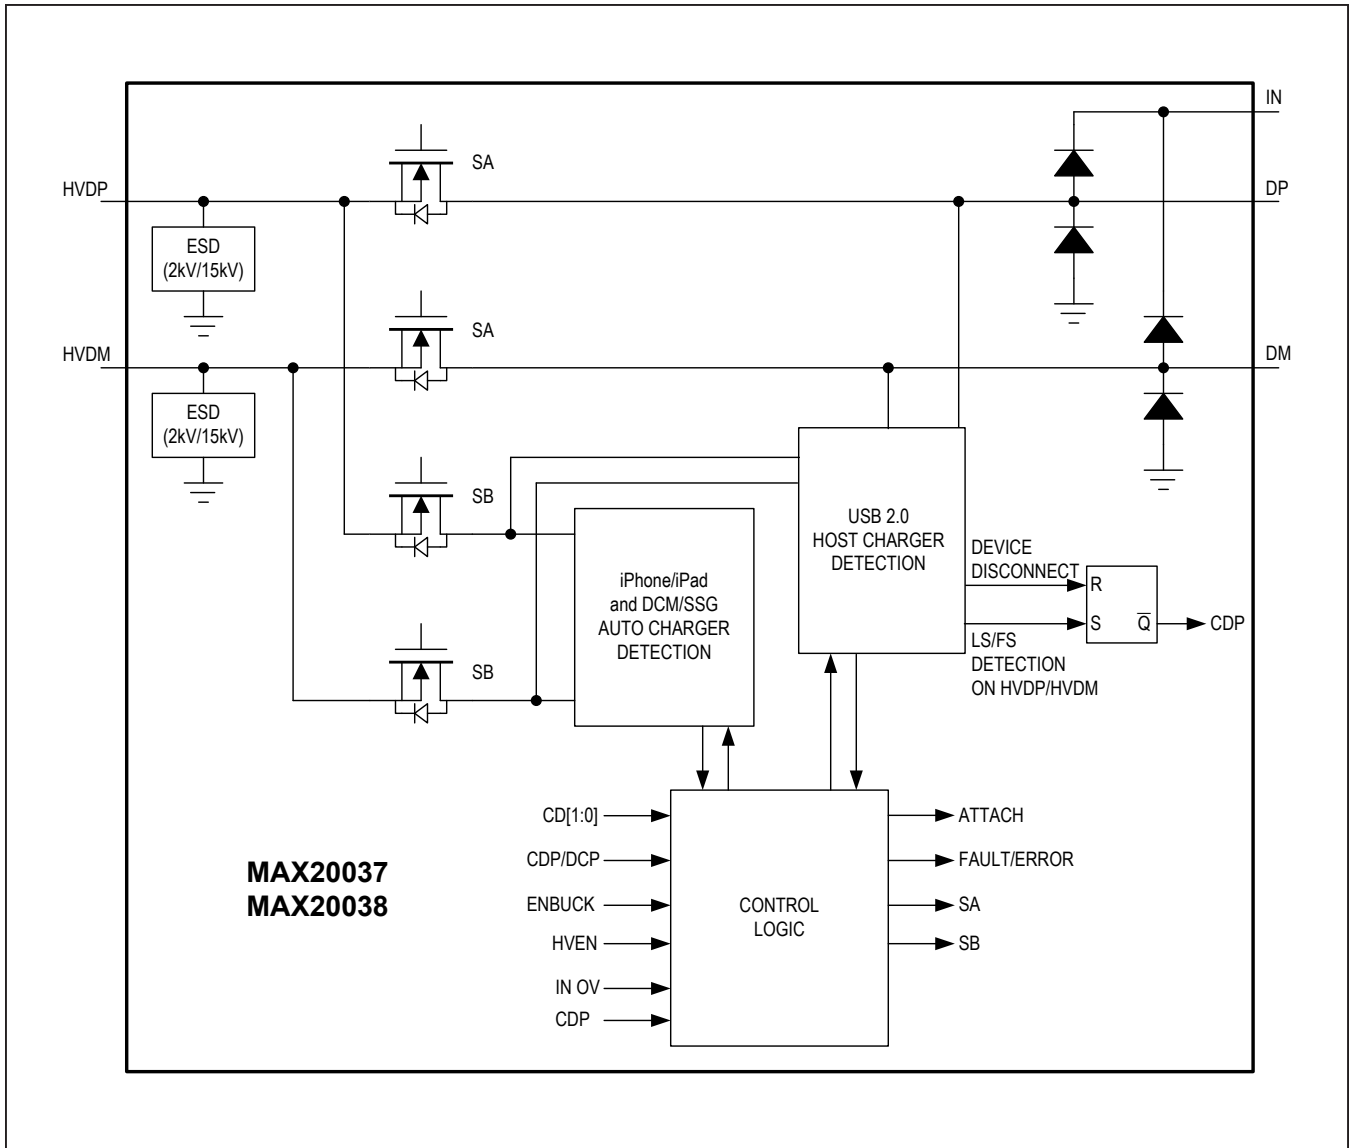 IN
SA
HVDP
DP
ESD
(2kV/15kV)
SA
HVDM
DM
ESD
(2kV/15kV)
SB
USB 2.0
HOST CHARGER
DETECTION
DEVICE
DISCONNECT
iPhone/iPad
and DCM/SSG
AUTO CHARGER
DETECTION
R
S
Q̅
CDP
LS/FS
DETECTION
ON HVDP/HVDM
SB
CD[1:0]
CDP/DCP
ENBUCK
HVEN
IN OV
CDP
CONTROL
LOGIC
ATTACH
FAULT/ERROR
SA
SB
MAX20037
MAX20038